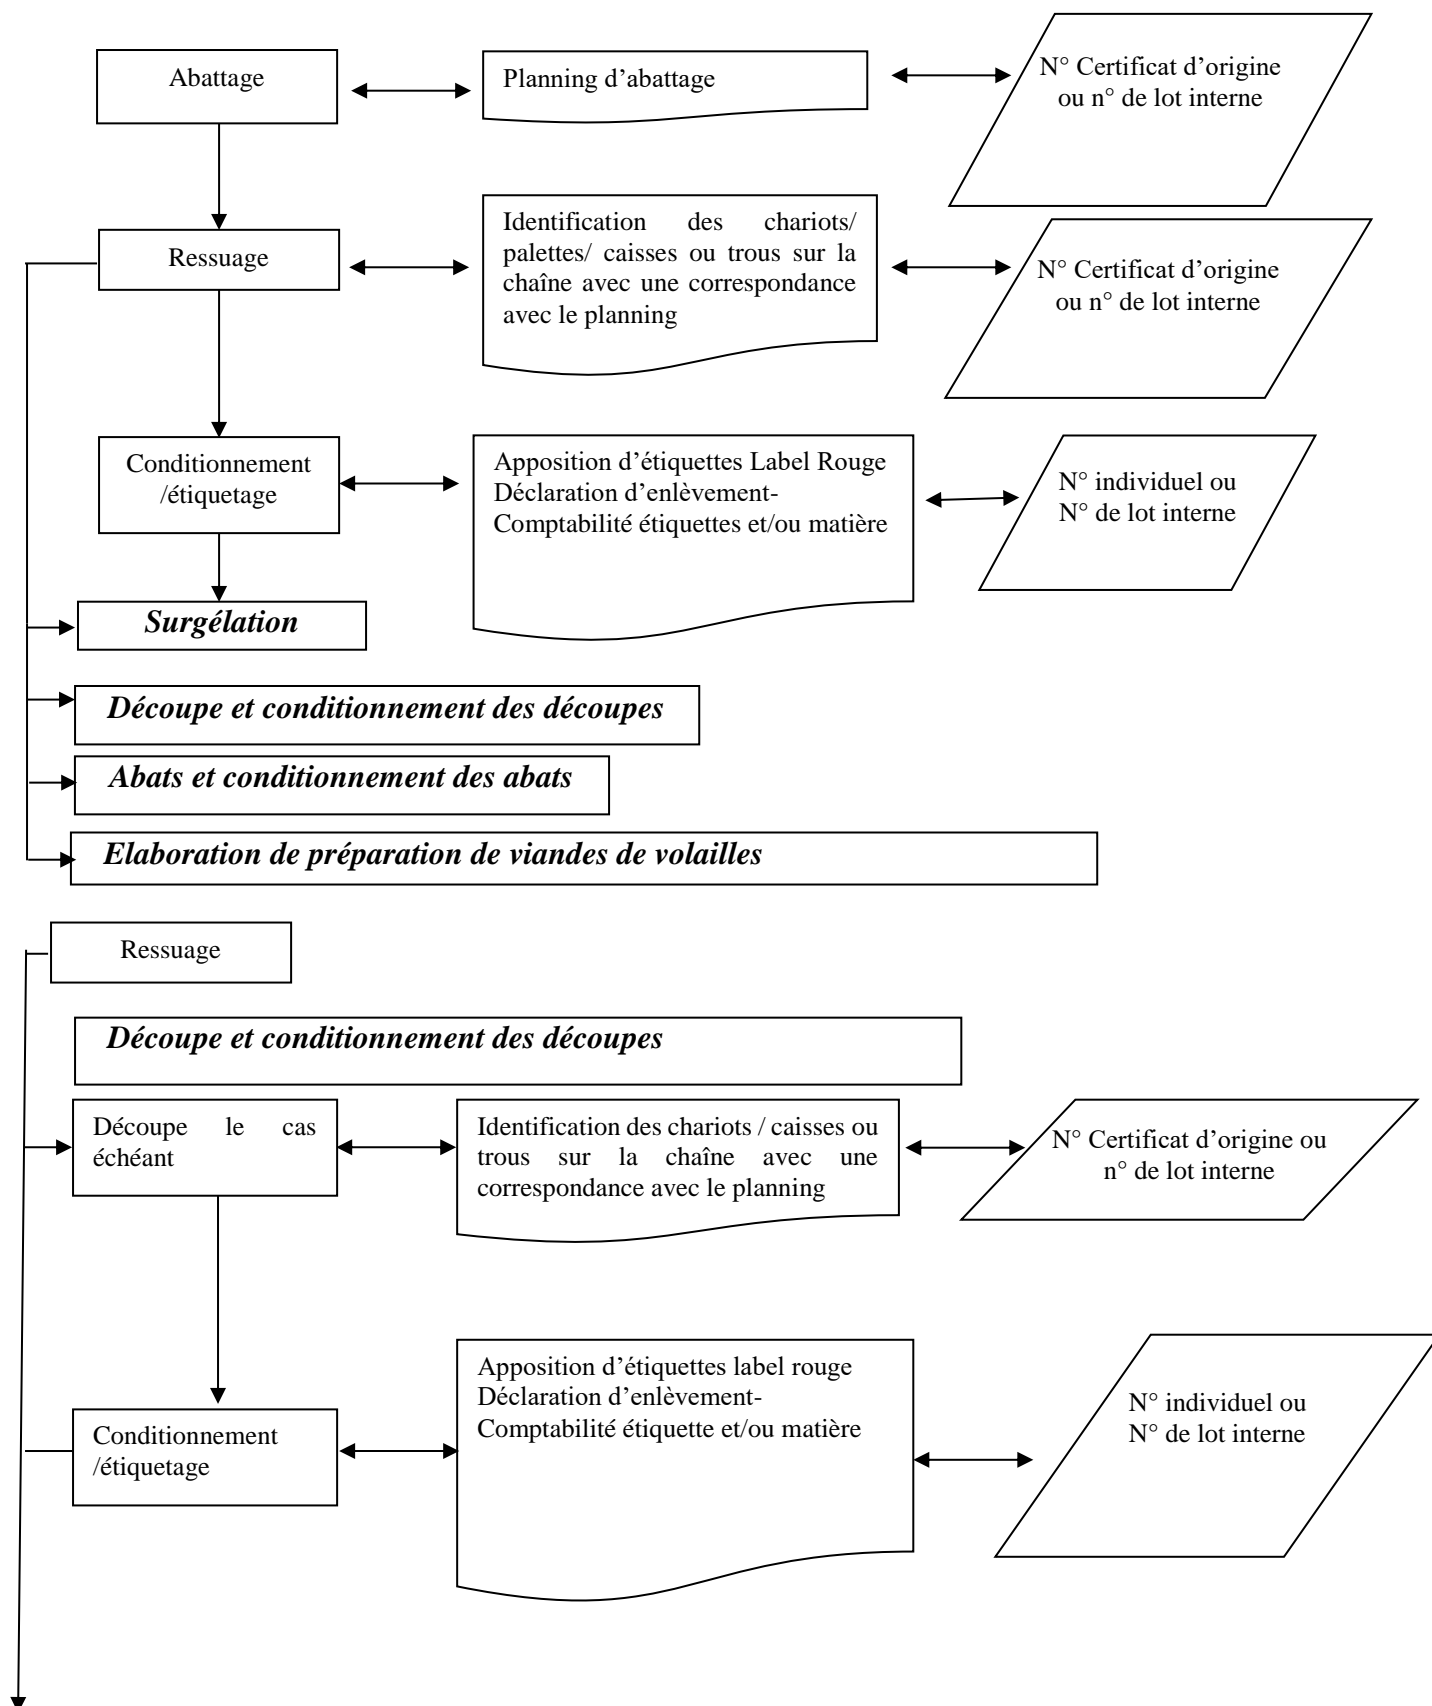 Abattage
Planning d’abattage
N° Certificat d’origine
ou n° de lot interne
Ressuage
Identification des chariots/
palettes/ caisses ou trous sur la
chaîne avec une correspondance
avec le planning
N° Certificat d’origine
ou n° de lot interne
Conditionnement
/étiquetage
Apposition d’étiquettes Label Rouge
Déclaration d’enlèvement-
Comptabilité étiquettes et/ou matière
N° individuel ou
N° de lot interne
Surgélation
Découpe et conditionnement des découpes
Abats et conditionnement des abats
Elaboration de préparation de viandes de volailles
Ressuage
Découpe et conditionnement des découpes
Découpe le cas
échéant
Identification des chariots / caisses ou
trous sur la chaîne avec une
correspondance avec le planning
N° Certificat d’origine ou
n° de lot interne
Conditionnement
/étiquetage
Apposition d’étiquettes label rouge
Déclaration d’enlèvement-
Comptabilité étiquette et/ou matière
N° individuel ou
N° de lot interne